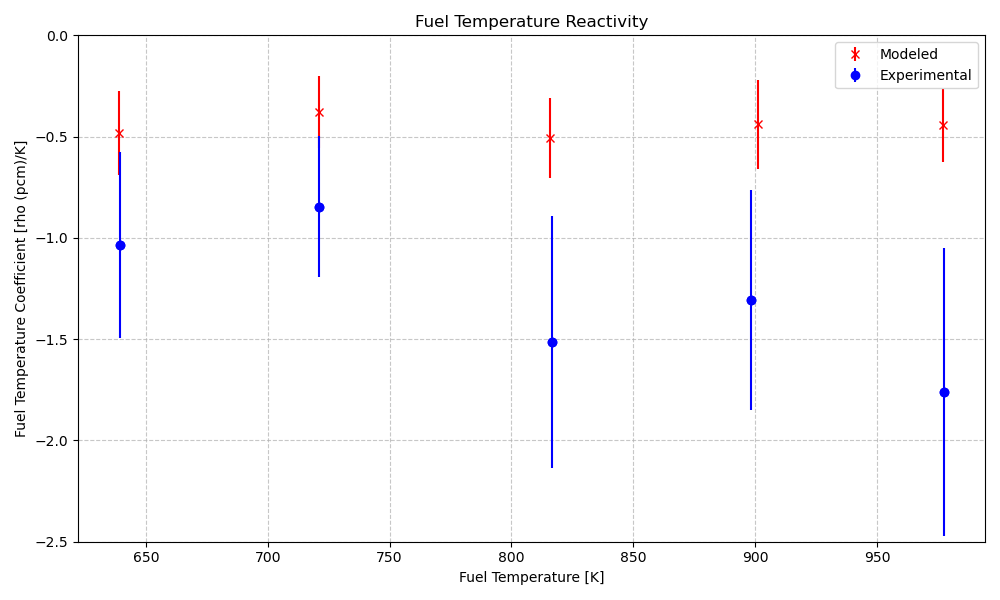 Fuel Temperature Reactivity
Modeled
Experimental
Fuel Temperature Coefficient [rho (pcm)/K]
0.0
−0.5
−1.0
−1.5
−2.0
−2.5
650
700
750
800
850
900
950
Fuel Temperature [K]